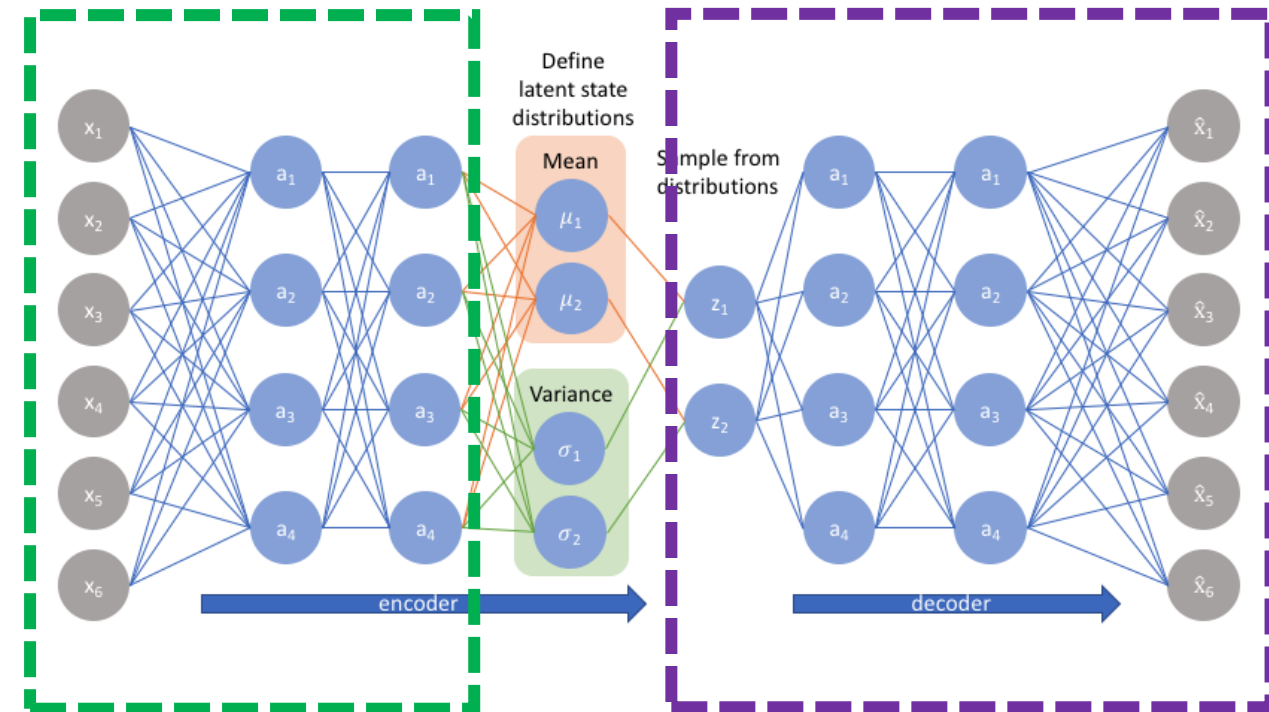 Define
latent state
distributions
Mean
Sample from
distributions
Variance
x₁
x₂
x₃
x₄
x₅
x₆
a₁
a₂
a₃
a₄
a₁
a₂
a₃
a₄
μ₁
μ₂
σ₁
σ₂
z₁
z₂
a₁
a₂
a₃
a₄
a₁
a₂
a₃
a₄
x̂₁
x̂₂
x̂₃
x̂₄
x̂₅
x̂₆
encoder
decoder